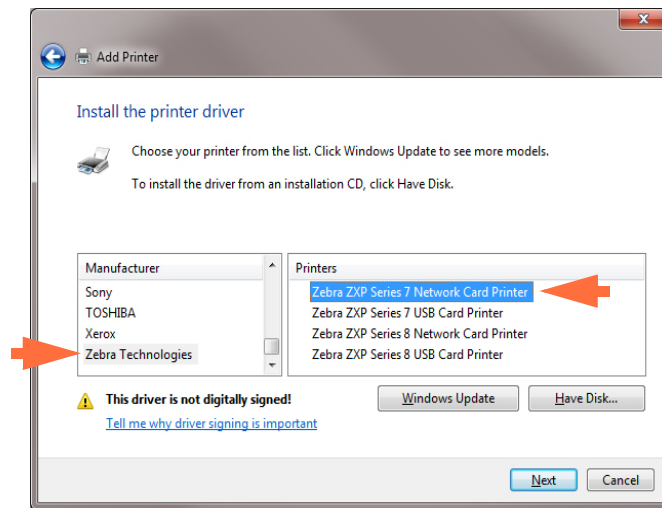 Add Printer
Install the printer driver
Choose your printer from the list. Click Windows Update to see more models.
To install the driver from an installation CD, click Have Disk.
Manufacturer
Sony
TOSHIBA
Xerox
Zebra Technologies
Printers
Zebra ZXP Series 7 Network Card Printer
Zebra ZXP Series 7 USB Card Printer
Zebra ZXP Series 8 Network Card Printer
Zebra ZXP Series 8 USB Card Printer
This driver is not digitally signed!
Tell me why driver signing is important
Windows Update
Have Disk...
Next
Cancel